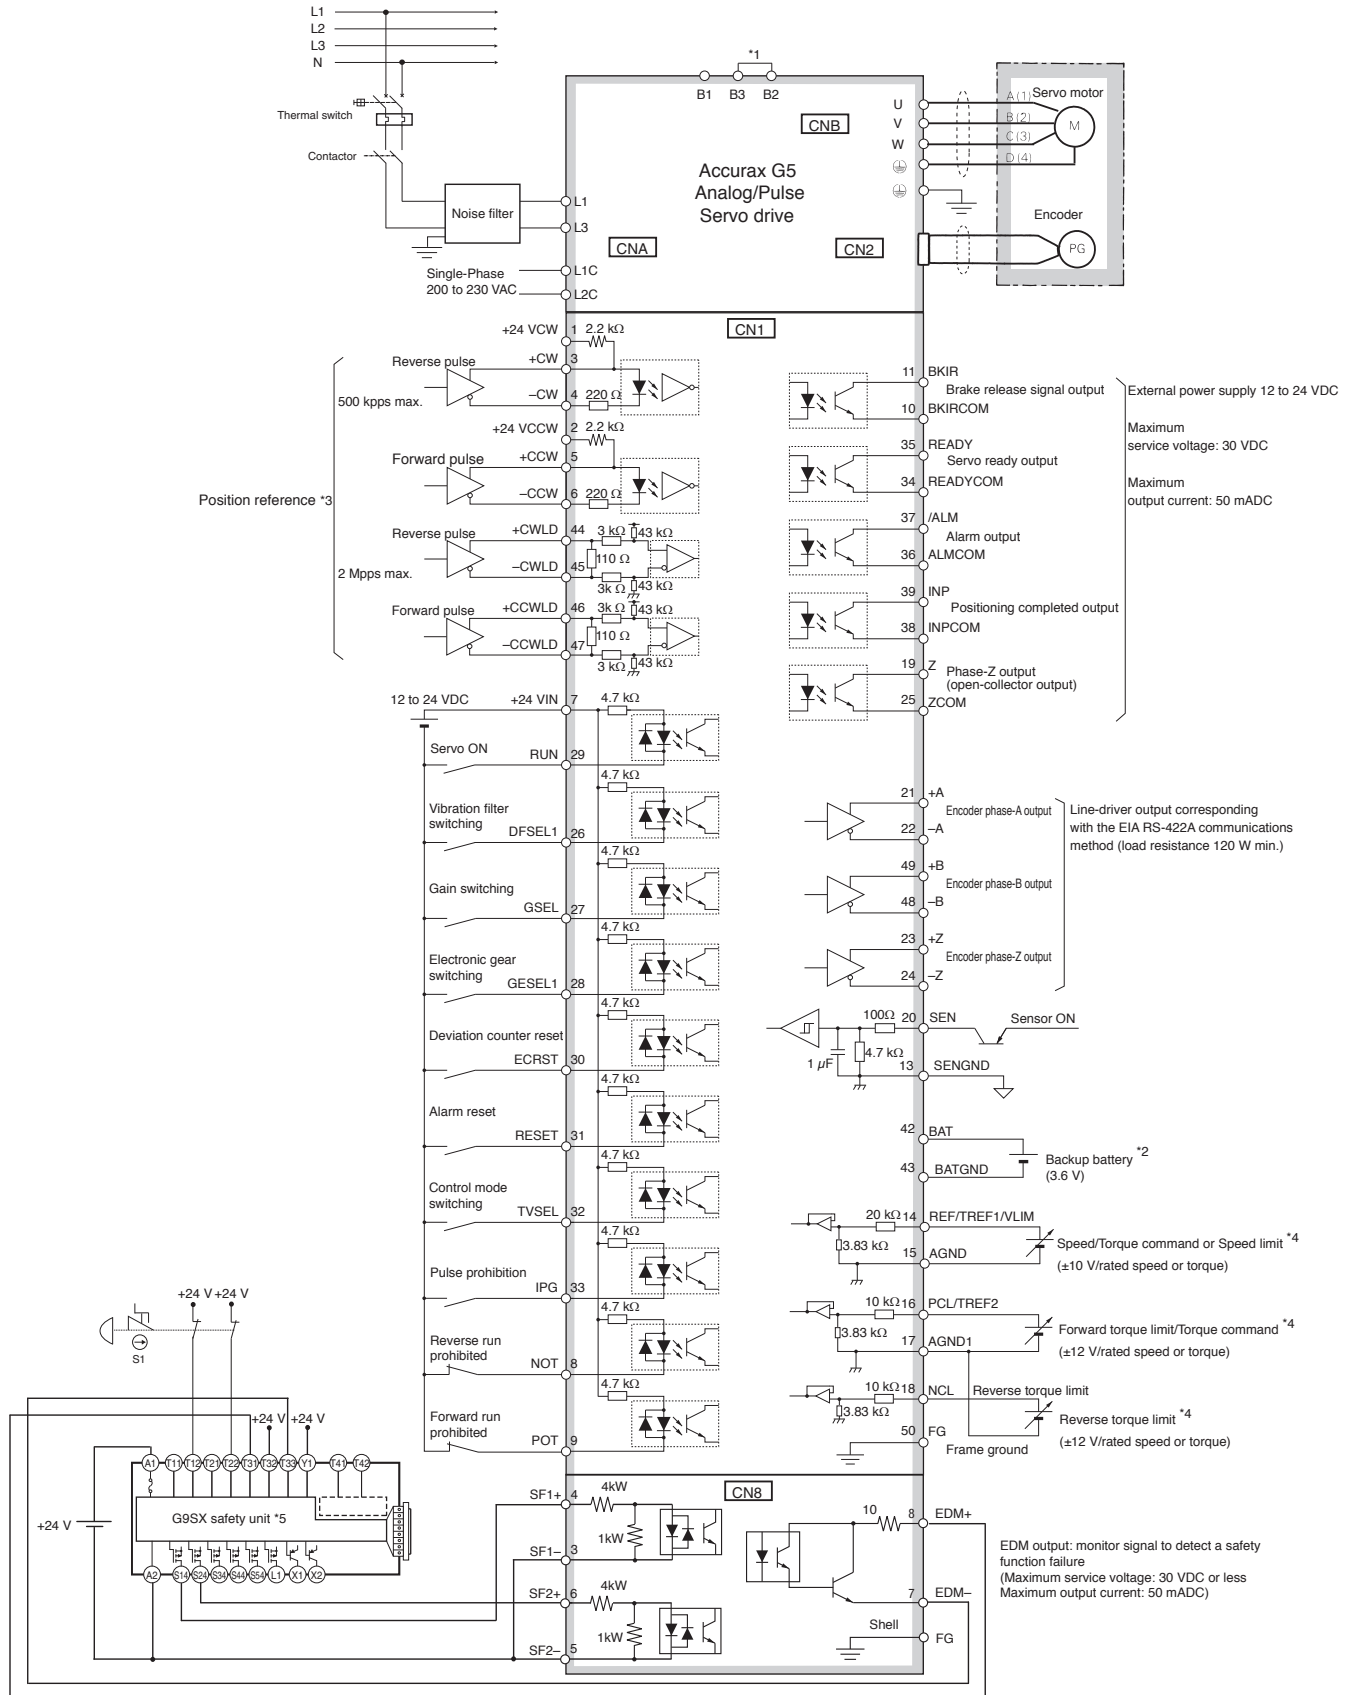 L1
L2
L3
N
Thermal switch
Contactor
Noise filter
L1
L3
CNA
Single-Phase
200 to 230 VAC
L1C
L2C
*1
B1
B3
B2
CNB
Accurax G5
Analog/Pulse
Servo drive
CN2
U
V
W
A (1)
B (2)
C (3)
D (4)
Servo motor
M
Encoder
PG
CN1
Position reference *3
500 kpps max.
2 Mpps max.
+24 VCW 1 2.2 kΩ
Reverse pulse
+CW 3
–CW 4 220 Ω
+24 VCCW 2 2.2 kΩ
Forward pulse
+CCW 5
–CCW 6 220 Ω
Reverse pulse
+CWLD 44 3 kΩ 43 kΩ
110 Ω
–CWLD 45
3k Ω 43 kΩ
Forward pulse
+CCWLD 46 3k Ω 43 kΩ
110 Ω
–CCWLD 47
3 kΩ 43 kΩ
12 to 24 VDC
+24 VIN 7 4.7 kΩ
Servo ON
RUN 29
4.7 kΩ
Vibration filter
switching
DFSEL1 26
4.7 kΩ
Gain switching
GSEL 27
4.7 kΩ
Electronic gear
switching
GESEL1 28
4.7 kΩ
Deviation counter reset
ECRST 30
4.7 kΩ
Alarm reset
RESET 31
4.7 kΩ
Control mode
switching
TVSEL 32
4.7 kΩ
Pulse prohibition
IPG 33
4.7 kΩ
Reverse run
prohibited
NOT 8
4.7 kΩ
Forward run
prohibited
POT 9
11 BKIR
Brake release signal output
10 BKIRCOM
35 READY
Servo ready output
34 READYCOM
37 /ALM
Alarm output
36 ALMCOM
39 INP
Positioning completed output
38 INPCOM
19 Z
Phase-Z output
(open-collector output)
25 ZCOM
External power supply 12 to 24 VDC
Maximum
service voltage: 30 VDC
Maximum
output current: 50 mADC
21 +A
Encoder phase-A output
22 –A
49 +B
Encoder phase-B output
48 –B
23 +Z
Encoder phase-Z output
24 –Z
Line-driver output corresponding
with the EIA RS-422A communications
method (load resistance 120 W min.)
100Ω 20 SEN
Sensor ON
1 µF
4.7 kΩ
13 SENGND
42 BAT
43 BATGND
Backup battery *2
(3.6 V)
20 kΩ 14 REF/TREF1/VLIM
3.83 kΩ
15 AGND
Speed/Torque command or Speed limit *4
(±10 V/rated speed or torque)
10 kΩ 16 PCL/TREF2
3.83 kΩ
17 AGND1
Forward torque limit/Torque command *4
(±12 V/rated speed or torque)
10 kΩ 18 NCL
Reverse torque limit
3.83 kΩ
Reverse torque limit *4
(±12 V/rated speed or torque)
50 FG
Frame ground
+24 V +24 V
S1
+24 V +24 V
A1 T11 T12 T21 T22 T31 T32 T33 Y1 T41 T42
+24 V
G9SX safety unit *5
A2 S14 S24 S34 S44 S54 L1 X1 X2
CN8
SF1+ 4
4kW
1kW
SF1– 3
SF2+ 6
4kW
1kW
SF2– 5
10 8 EDM+
7 EDM–
Shell
FG
EDM output: monitor signal to detect a safety
function failure
(Maximum service voltage: 30 VDC or less
Maximum output current: 50 mADC)